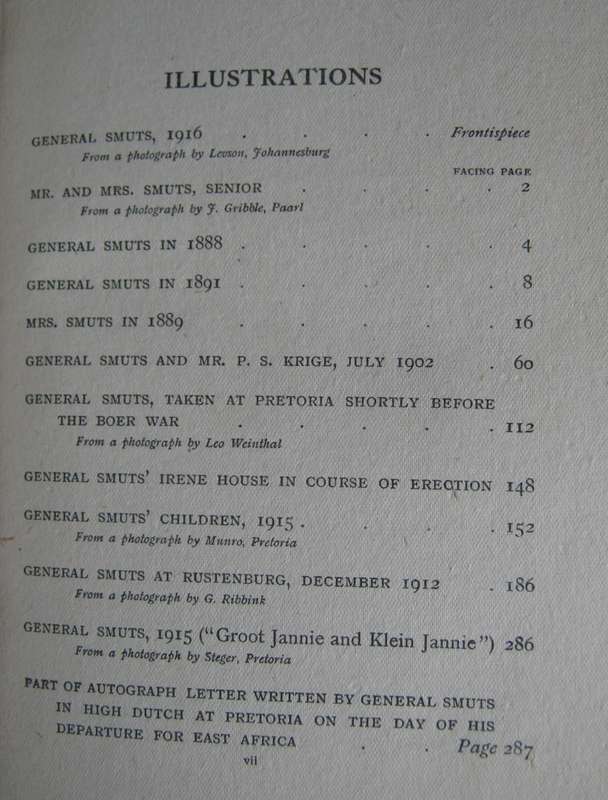 ILLUSTRATIONS
GENERAL SMUTS, 1916 . . . . Frontispiece
From a photograph by Levson, Johannesburg
FACING PAGE
MR. AND MRS. SMUTS, SENIOR . . . . 2
From a photograph by J. Gribble, Paarl
GENERAL SMUTS IN 1888 . . . . . 4
GENERAL SMUTS IN 1891 . . . . . 8
MRS. SMUTS IN 1889 . . . . . 16
GENERAL SMUTS AND MR. P. S. KRIGE, JULY 1902 . 60
GENERAL SMUTS, TAKEN AT PRETORIA SHORTLY BEFORE
THE BOER WAR . . . . . 112
From a photograph by Leo Weinthal
GENERAL SMUTS' IRENE HOUSE IN COURSE OF ERECTION 148
GENERAL SMUTS' CHILDREN, 1915 . . . . 152
From a photograph by Munro, Pretoria
GENERAL SMUTS AT RUSTENBURG, DECEMBER 1912 . 186
From a photograph by G. Ribbink
GENERAL SMUTS, 1915 ("Groot Jannie and Klein Jannie") 286
From a photograph by Steger, Pretoria
PART OF AUTOGRAPH LETTER WRITTEN BY GENERAL SMUTS
IN HIGH DUTCH AT PRETORIA ON THE DAY OF HIS
DEPARTURE FOR EAST AFRICA . . Page 287
vii